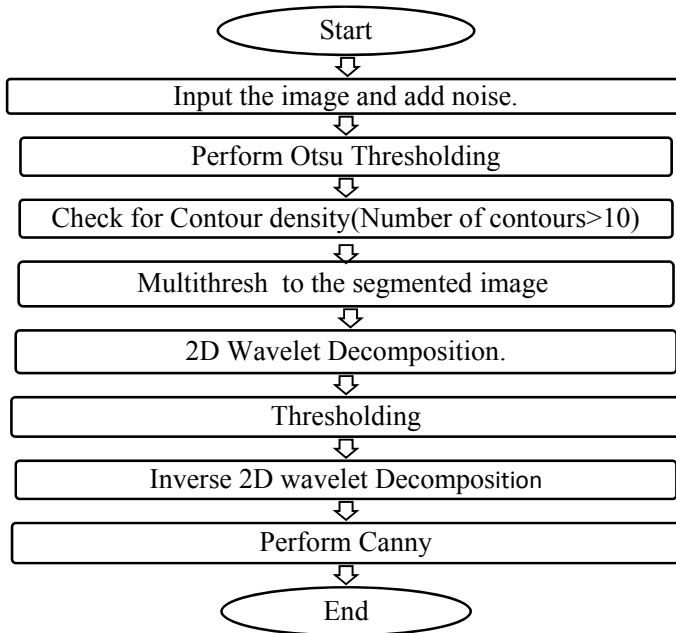 Start
Input the image and add noise.
Perform Otsu Thresholding
Check for Contour density(Number of contours>10)
Multithresh to the segmented image
2D Wavelet Decomposition.
Thresholding
Inverse 2D wavelet Decomposition
Perform Canny
End